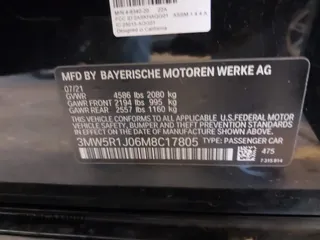 Designed in California
MFD. BY BAYERISCHE MOTOREN WERKE AG
07/21
GVWR 4586 lbs 2080 kg
GAWR FRONT 2194 lbs 995 kg
GAWR REAR 2557 lbs 1160 kg
THIS VEHICLE CONFORMS TO ALL APPLICABLE U.S. FEDERAL MOTOR
VEHICLE SAFETY, BUMPER, AND THEFT PREVENTION STANDARDS
IN EFFECT ON THE DATE OF MANUFACTURE SHOWN ABOVE.
3MW5R1J06M8C17805 TYPE: PASSENGER CAR
475